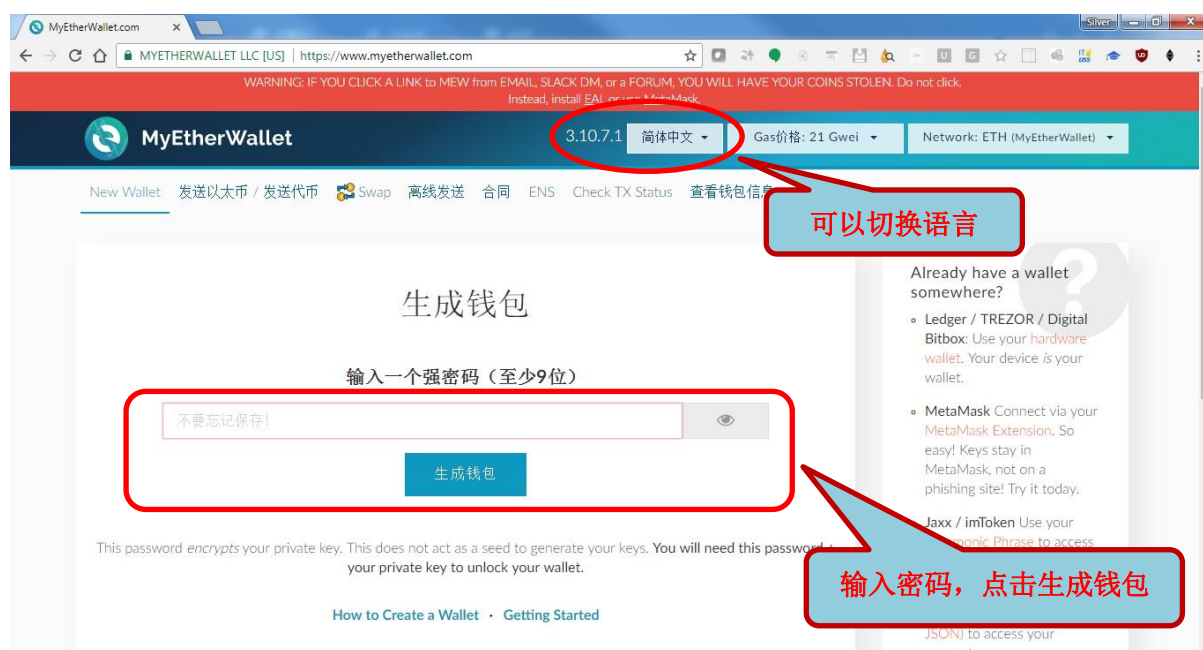 Silver
MyEtherWallet.com
MYETHERWALLET LLC [US] | https://www.myetherwallet.com
WARNING: IF YOU CLICK A LINK to MEW from EMAIL, SLACK DM, or a FORUM, YOU WILL HAVE YOUR COINS STOLEN. Do not click.
Instead, install EAL or use MetaMask.
MyEtherWallet
3.10.7.1 简体中文
Gas价格: 21 Gwei
Network: ETH (MyEtherWallet)
New Wallet 发送以太币 / 发送代币 Swap 离线发送 合同 ENS Check TX Status 查看钱包信息
可以切换语言
生成钱包
输入一个强密码（至少9位）
不要忘记保存!
生成钱包
This password encrypts your private key. This does not act as a seed to generate your keys. You will need this password +
your private key to unlock your wallet.
How to Create a Wallet · Getting Started
输入密码，点击生成钱包
Already have a wallet
somewhere?
Ledger / TREZOR / Digital
Bitbox: Use your hardware
wallet. Your device is your
wallet.
MetaMask Connect via your
MetaMask Extension. So
easy! Keys stay in
MetaMask, not on a
phishing site! Try it today.
Jaxx / imToken Use your
Phrase to access
JSON) to access your